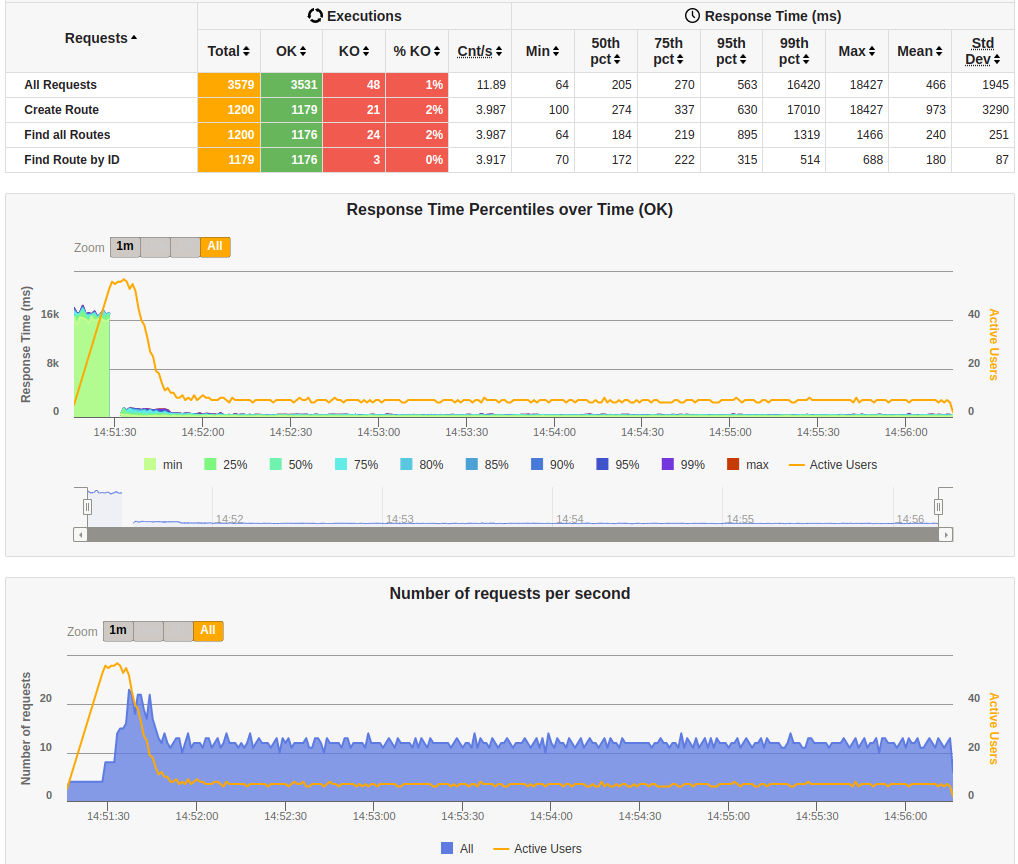 Requests Executions Response Time (ms)
Total OK KO % KO Cnt/s Min 50th pct 75th pct 95th pct 99th pct Max Mean Std Dev
All Requests 3579 3531 48 1% 11.89 64 205 270 563 16420 18427 466 1945
Create Route 1200 1179 21 2% 3.987 100 274 337 630 17010 18427 973 3290
Find all Routes 1200 1176 24 2% 3.987 64 184 219 895 1319 1466 240 251
Find Route by ID 1179 1176 3 0% 3.917 70 172 222 315 514 688 180 87
Response Time Percentiles over Time (OK)
Zoom 1m All
Response Time (ms)
16k
8k
0
40
20
0
Active Users
14:51:30 14:52:00 14:52:30 14:53:00 14:53:30 14:54:00 14:54:30 14:55:00 14:55:30 14:56:00
min 25% 50% 75% 80% 85% 90% 95% 99% max Active Users
14:52 14:53 14:54 14:55 14:56
Number of requests per second
Zoom 1m All
Number of requests
20
10
0
40
20
0
Active Users
14:51:30 14:52:00 14:52:30 14:53:00 14:53:30 14:54:00 14:54:30 14:55:00 14:55:30 14:56:00
All Active Users